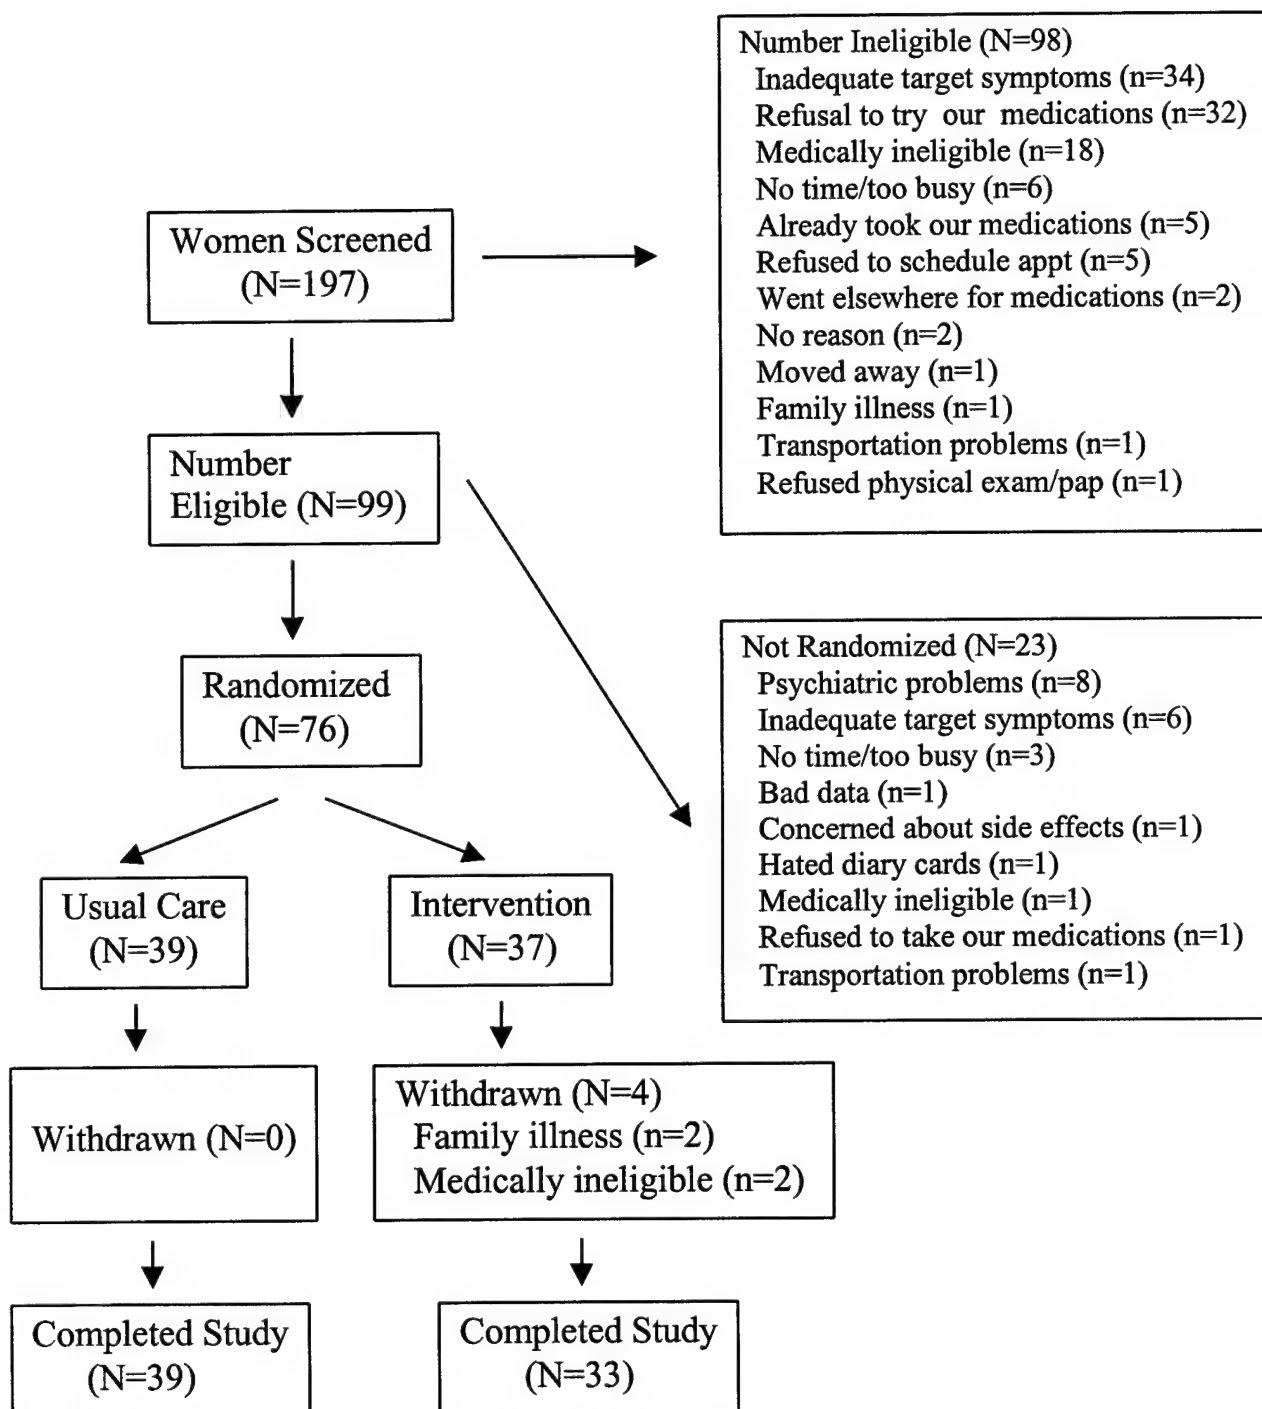 Women Screened
(N=197)
Number Ineligible (N=98)
Inadequate target symptoms (n=34)
Refusal to try our medications (n=32)
Medically ineligible (n=18)
No time/too busy (n=6)
Already took our medications (n=5)
Refused to schedule appt (n=5)
Went elsewhere for medications (n=2)
No reason (n=2)
Moved away (n=1)
Family illness (n=1)
Transportation problems (n=1)
Refused physical exam/pap (n=1)
Number
Eligible (N=99)
Not Randomized (N=23)
Psychiatric problems (n=8)
Inadequate target symptoms (n=6)
No time/too busy (n=3)
Bad data (n=1)
Concerned about side effects (n=1)
Hated diary cards (n=1)
Medically ineligible (n=1)
Refused to take our medications (n=1)
Transportation problems (n=1)
Randomized
(N=76)
Usual Care
(N=39)
Intervention
(N=37)
Withdrawn (N=0)
Withdrawn (N=4)
Family illness (n=2)
Medically ineligible (n=2)
Completed Study
(N=39)
Completed Study
(N=33)